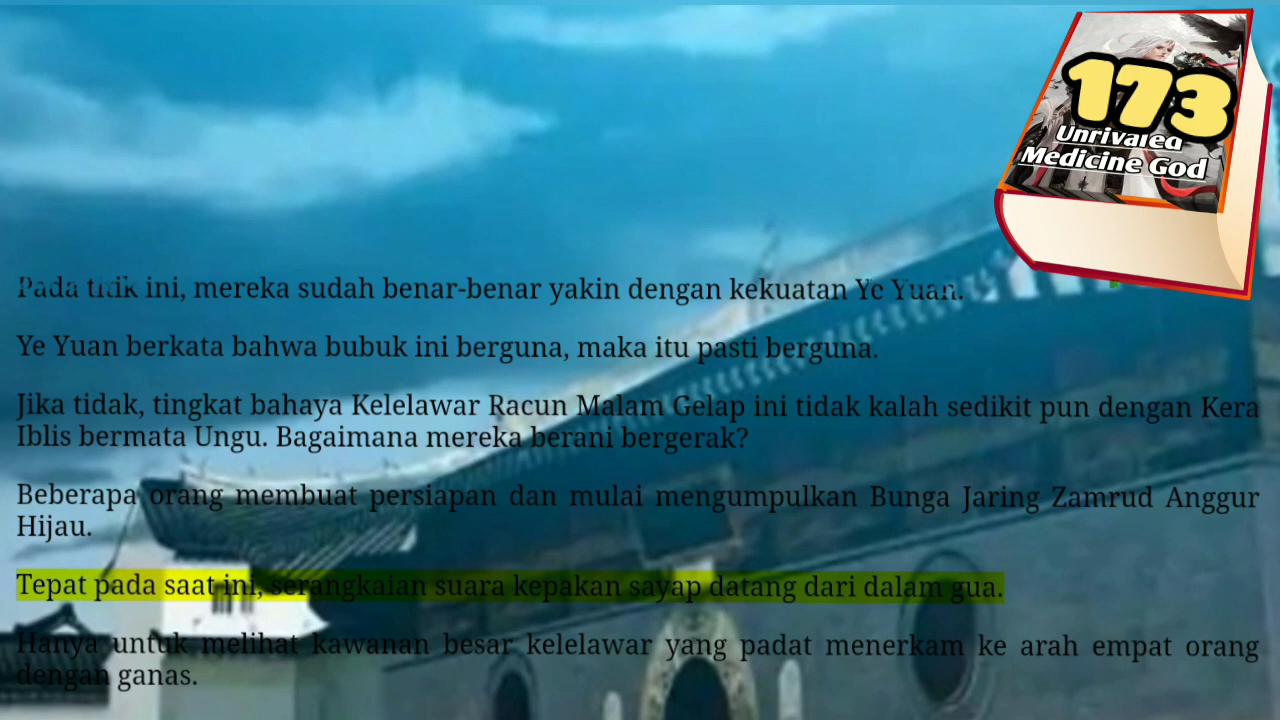 173
Unrivaled
Medicine God
Pada titik ini, mereka sudah benar-benar yakin dengan kekuatan Ye Yuan.
Ye Yuan berkata bahwa bubuk ini berguna, maka itu pasti berguna.
Jika tidak, tingkat bahaya Kelelawar Racun Malam Gelap ini tidak kalah sedikit pun dengan Kera
Iblis bermata Ungu. Bagaimana mereka berani bergerak?
Beberapa orang membuat persiapan dan mulai mengumpulkan Bunga Jaring Zamrud Anggur
Hijau.
Tepat pada saat ini, serangkaian suara kepakan sayap datang dari dalam gua.
Hanya untuk melihat kawanan besar kelelawar yang padat menerkam ke arah empat orang
dengan ganas.